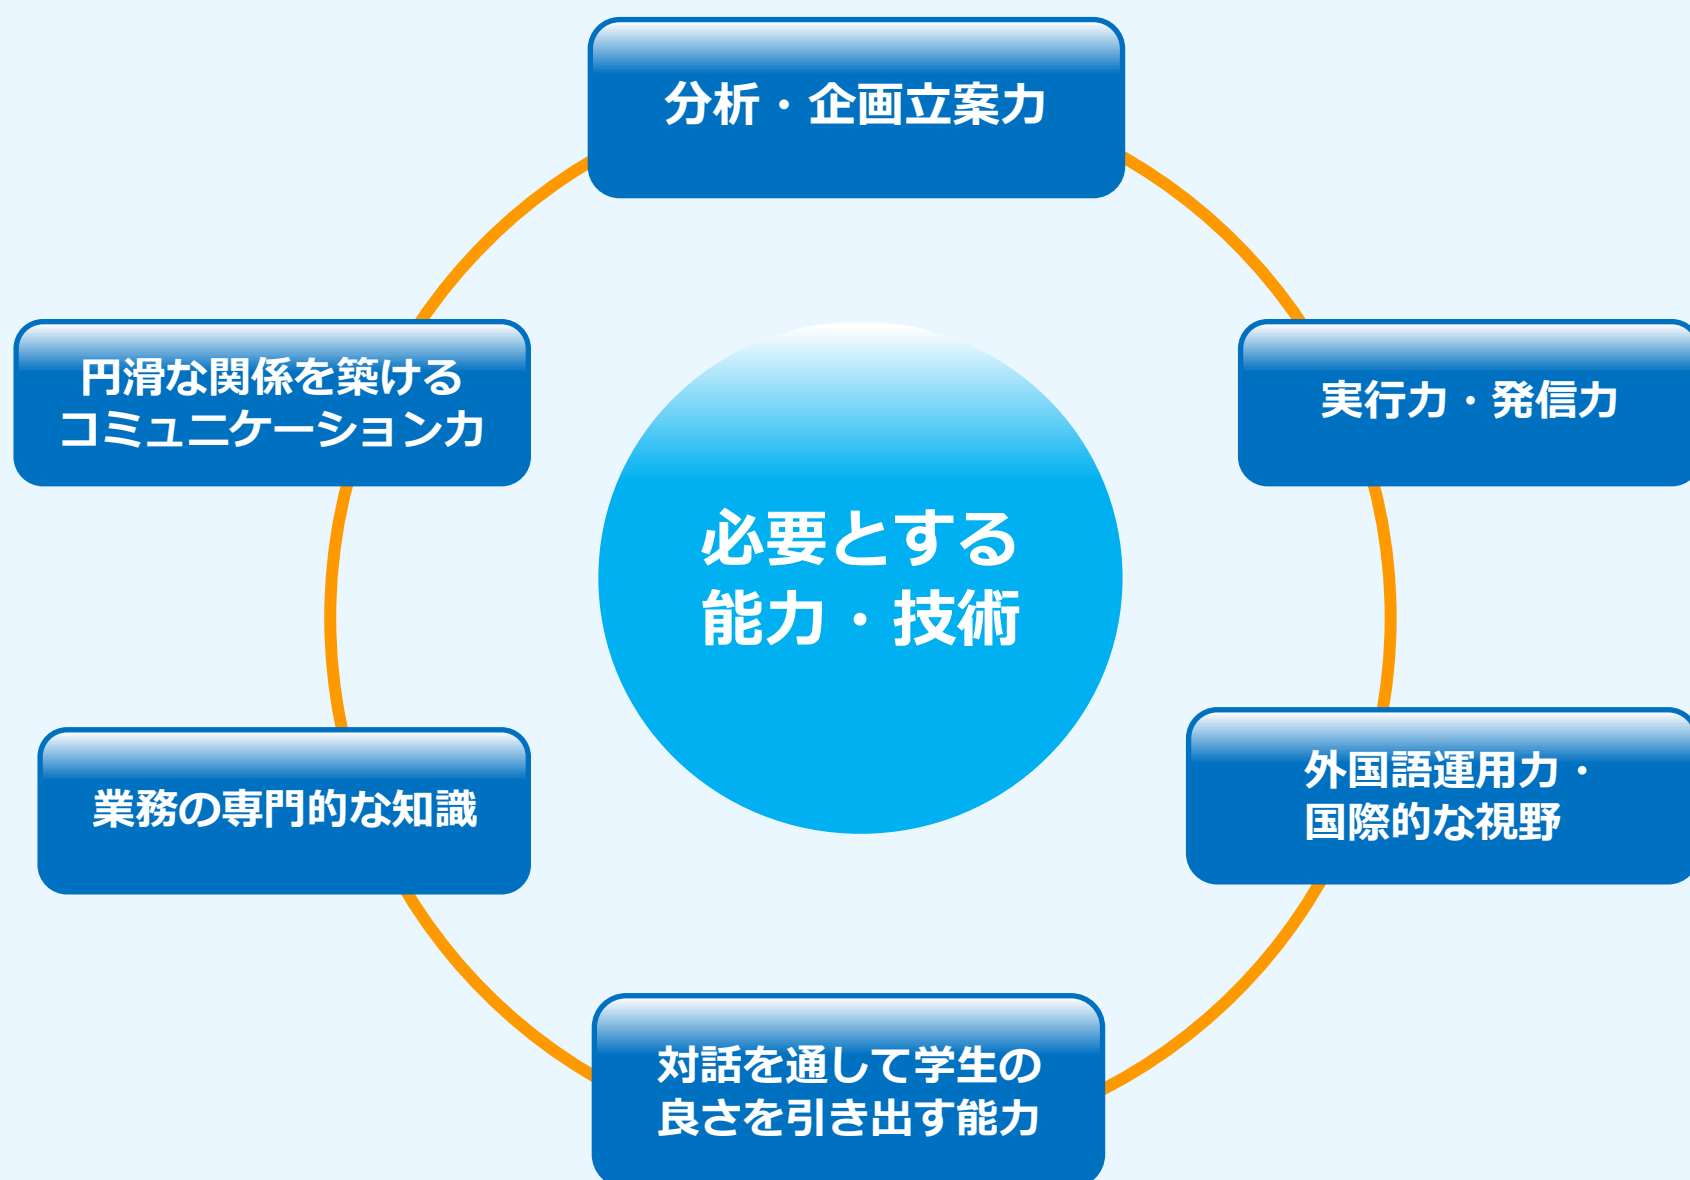 分析・企画立案力
円滑な関係を築ける
コミュニケーション力
実行力・発信力
必要とする
能力・技術
業務の専門的な知識
外国語運用力・
国際的な視野
対話を通して学生の
良さを引き出す能力